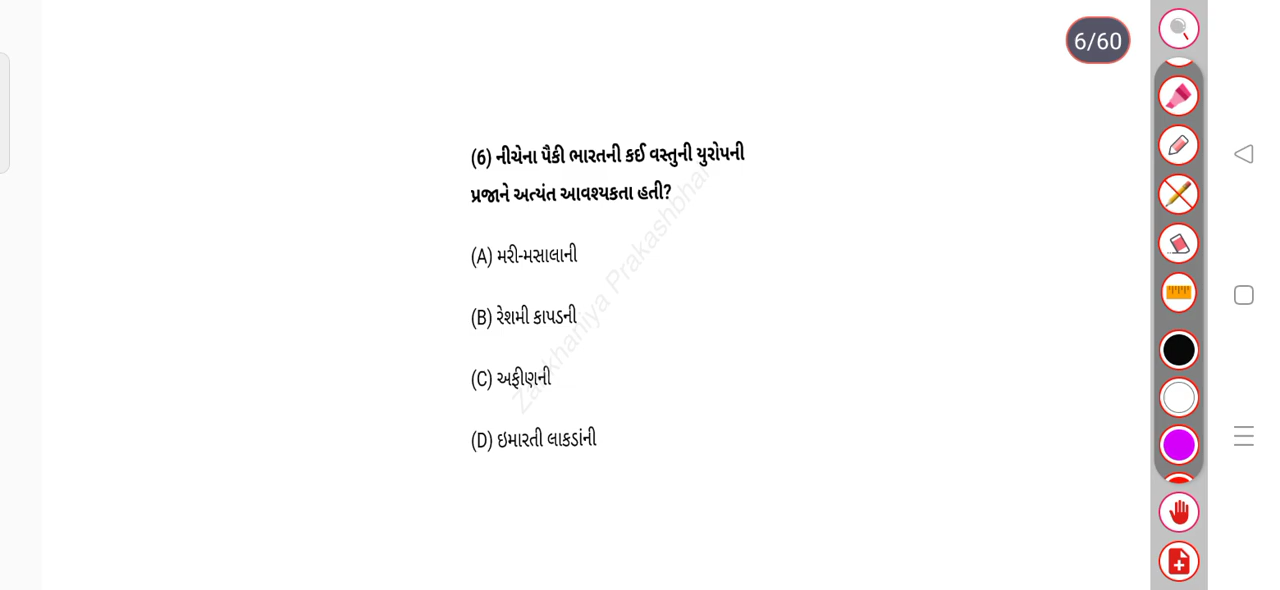 6/60
(6) નીચેના પૈકી ભારતની કઈ વસ્તુની યુરોપની
પ્રજાને અત્યંત આવશ્યકતા હતી?
(A) મરી-મસાલાની
(B) રેશમી કાપડની
(C) અફીણની
(D) ઇમારતી લાકડાંની